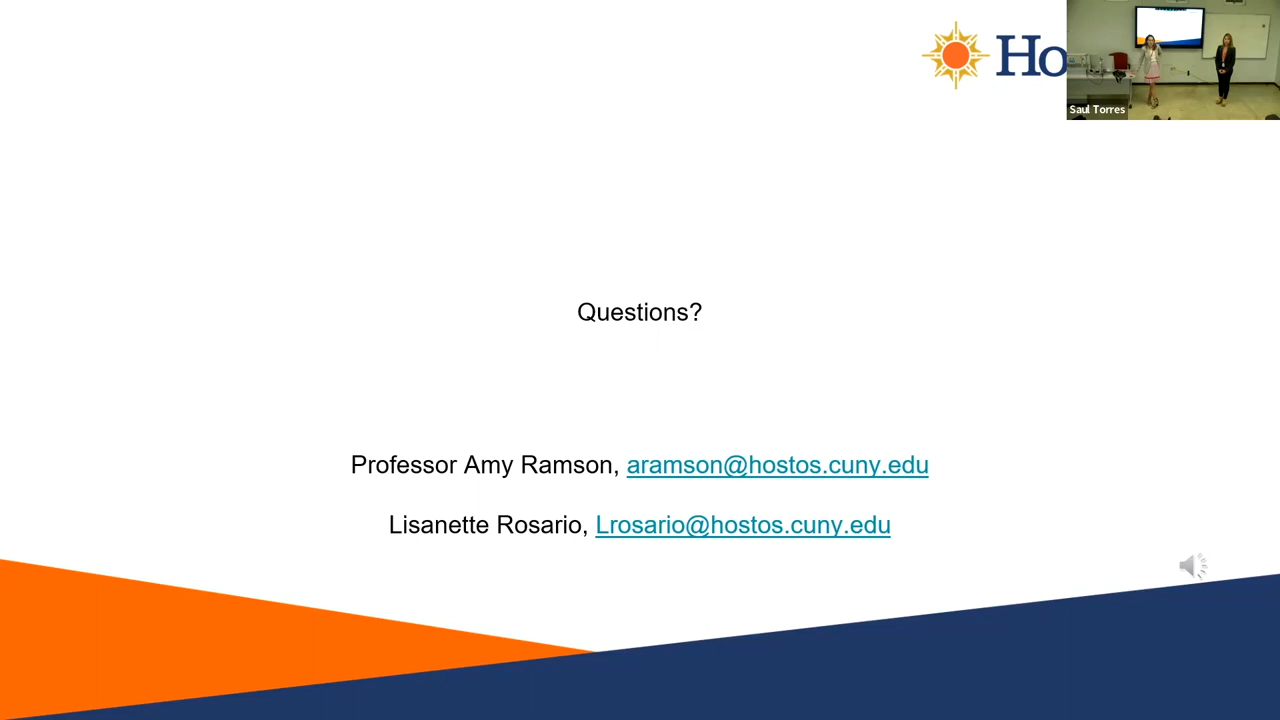 Ho
Saul Torres
Questions?
Professor Amy Ramson, aramson@hostos.cuny.edu
Lisanette Rosario, Lrosario@hostos.cuny.edu